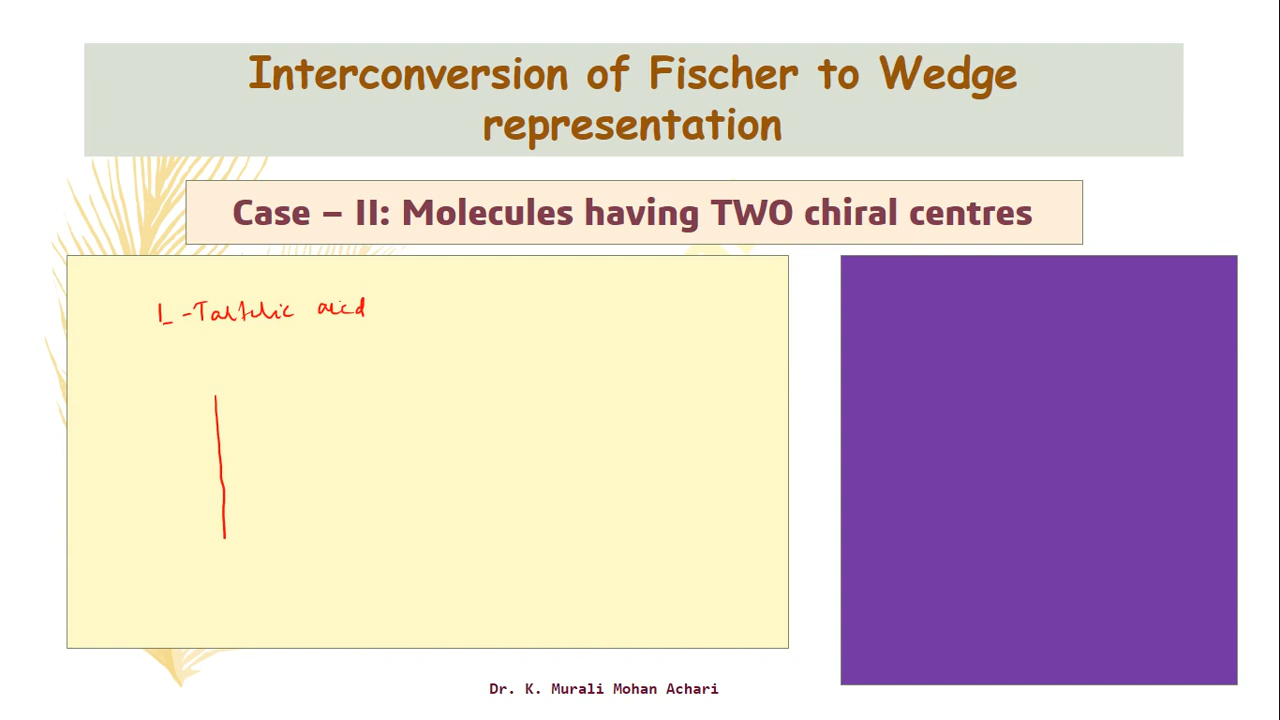 Interconversion of Fischer to Wedge
representation
Case – II: Molecules having TWO chiral centres
L -Tartaric acid
Dr. K. Murali Mohan Achari